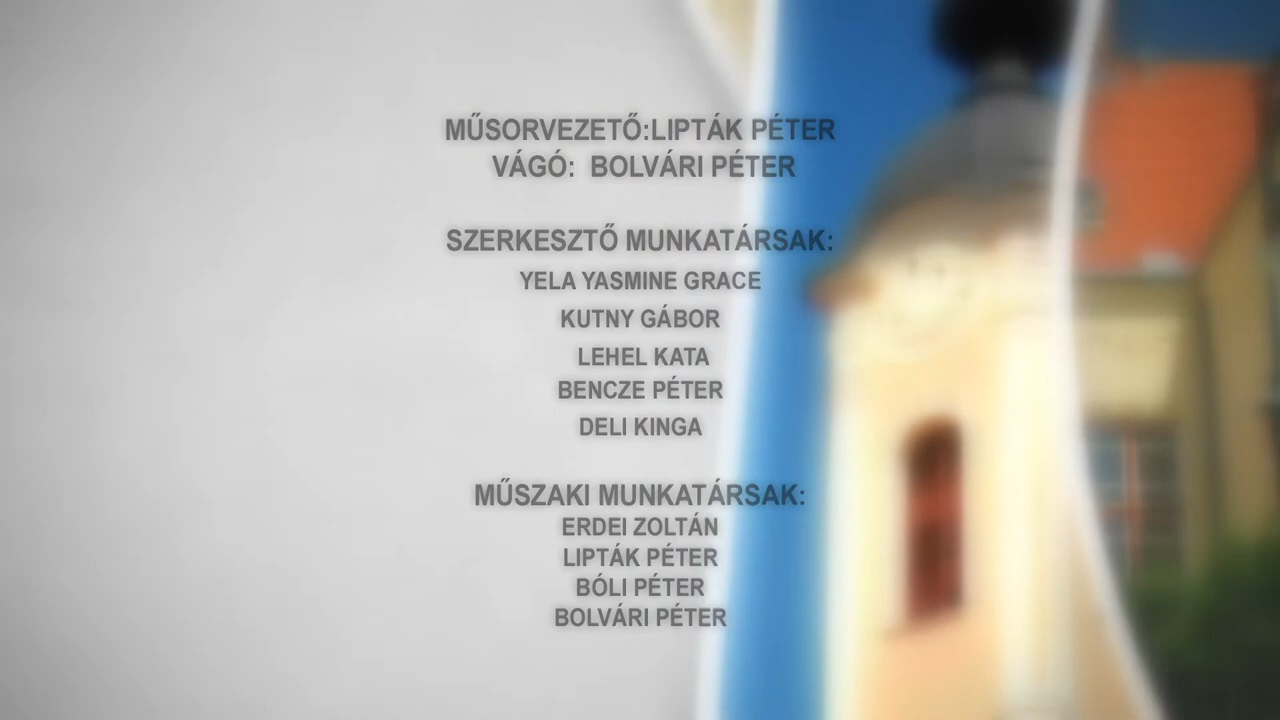 MŰSORVEZETŐ:LIPTÁK PÉTER
VÁGÓ: BOLVÁRI PÉTER
SZERKESZTŐ MUNKATÁRSAK:
YELA YASMINE GRACE
KUTNY GÁBOR
LEHEL KATA
BENCZE PÉTER
DELI KINGA
MŰSZAKI MUNKATÁRSAK:
ERDEI ZOLTÁN
LIPTÁK PÉTER
BÓLI PÉTER
BOLVÁRI PÉTER